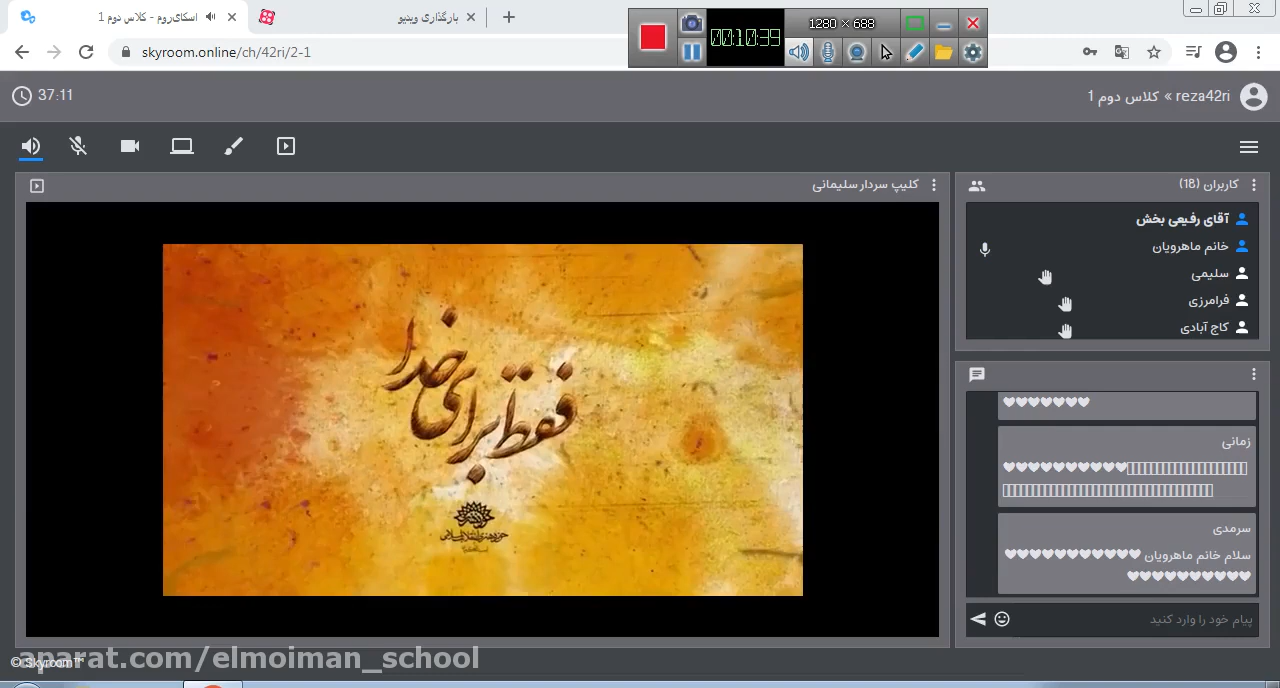 اسکای‌روم - کلاس دوم 1
بارگذاری ویدیو
00:10:39
1280 × 688
skyroom.online/ch/42ri/2-1
37:11
reza42ri » کلاس دوم 1
کلیپ سردار سلیمانی
کاربران (18)
آقای رفیعی بخش
خانم ماهرویان
سلیمی
فرامرزی
کاج آبادی
فقط برای خدا
زمانی
سرمدی
سلام خانم ماهرویان
پیام خود را وارد کنید
© Skyroom™
aparat.com/elmoiman_school